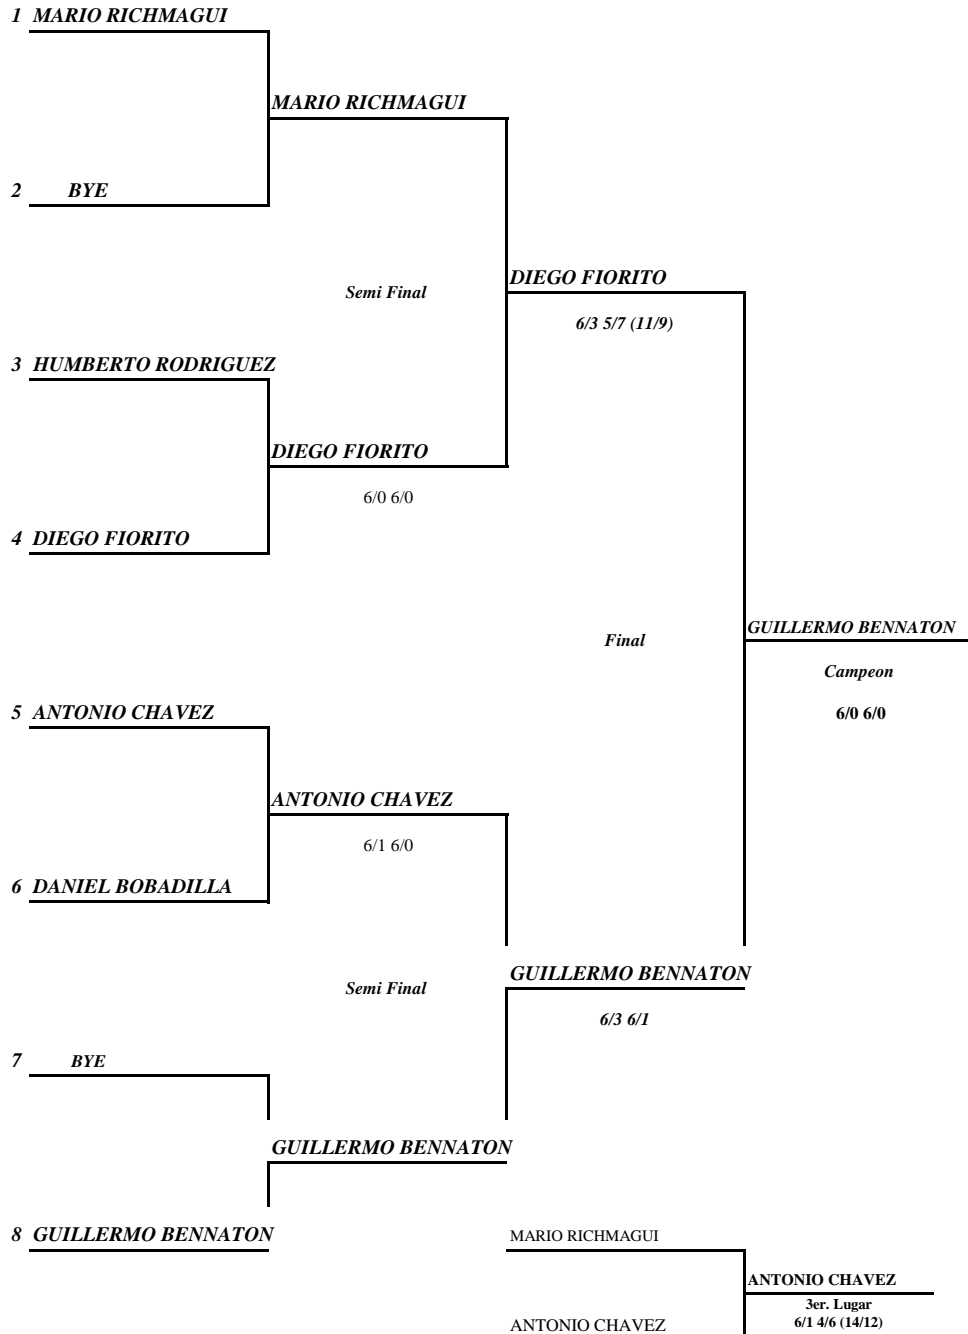 1 MARIO RICHMAGUI
MARIO RICHMAGUI
2 BYE
DIEGO FIORITO
Semi Final
6/3 5/7 (11/9)
3 HUMBERTO RODRIGUEZ
DIEGO FIORITO
6/0 6/0
4 DIEGO FIORITO
GUILLERMO BENNATON
Final
Campeon
5 ANTONIO CHAVEZ
6/0 6/0
ANTONIO CHAVEZ
6/1 6/0
6 DANIEL BOBADILLA
GUILLERMO BENNATON
Semi Final
6/3 6/1
7 BYE
GUILLERMO BENNATON
8 GUILLERMO BENNATON
MARIO RICHMAGUI
ANTONIO CHAVEZ
3er. Lugar
6/1 4/6 (14/12)
ANTONIO CHAVEZ